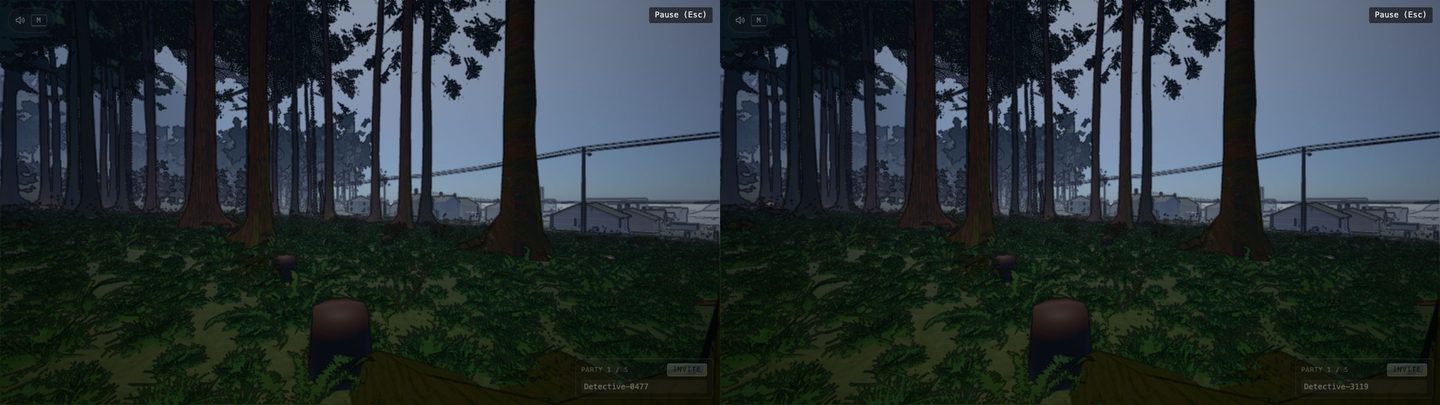 M
Pause (Esc)
PARTY 1 / 5
INVITE
Detective-0477
M
Pause (Esc)
PARTY 1 / 5
INVITE
Detective-3119